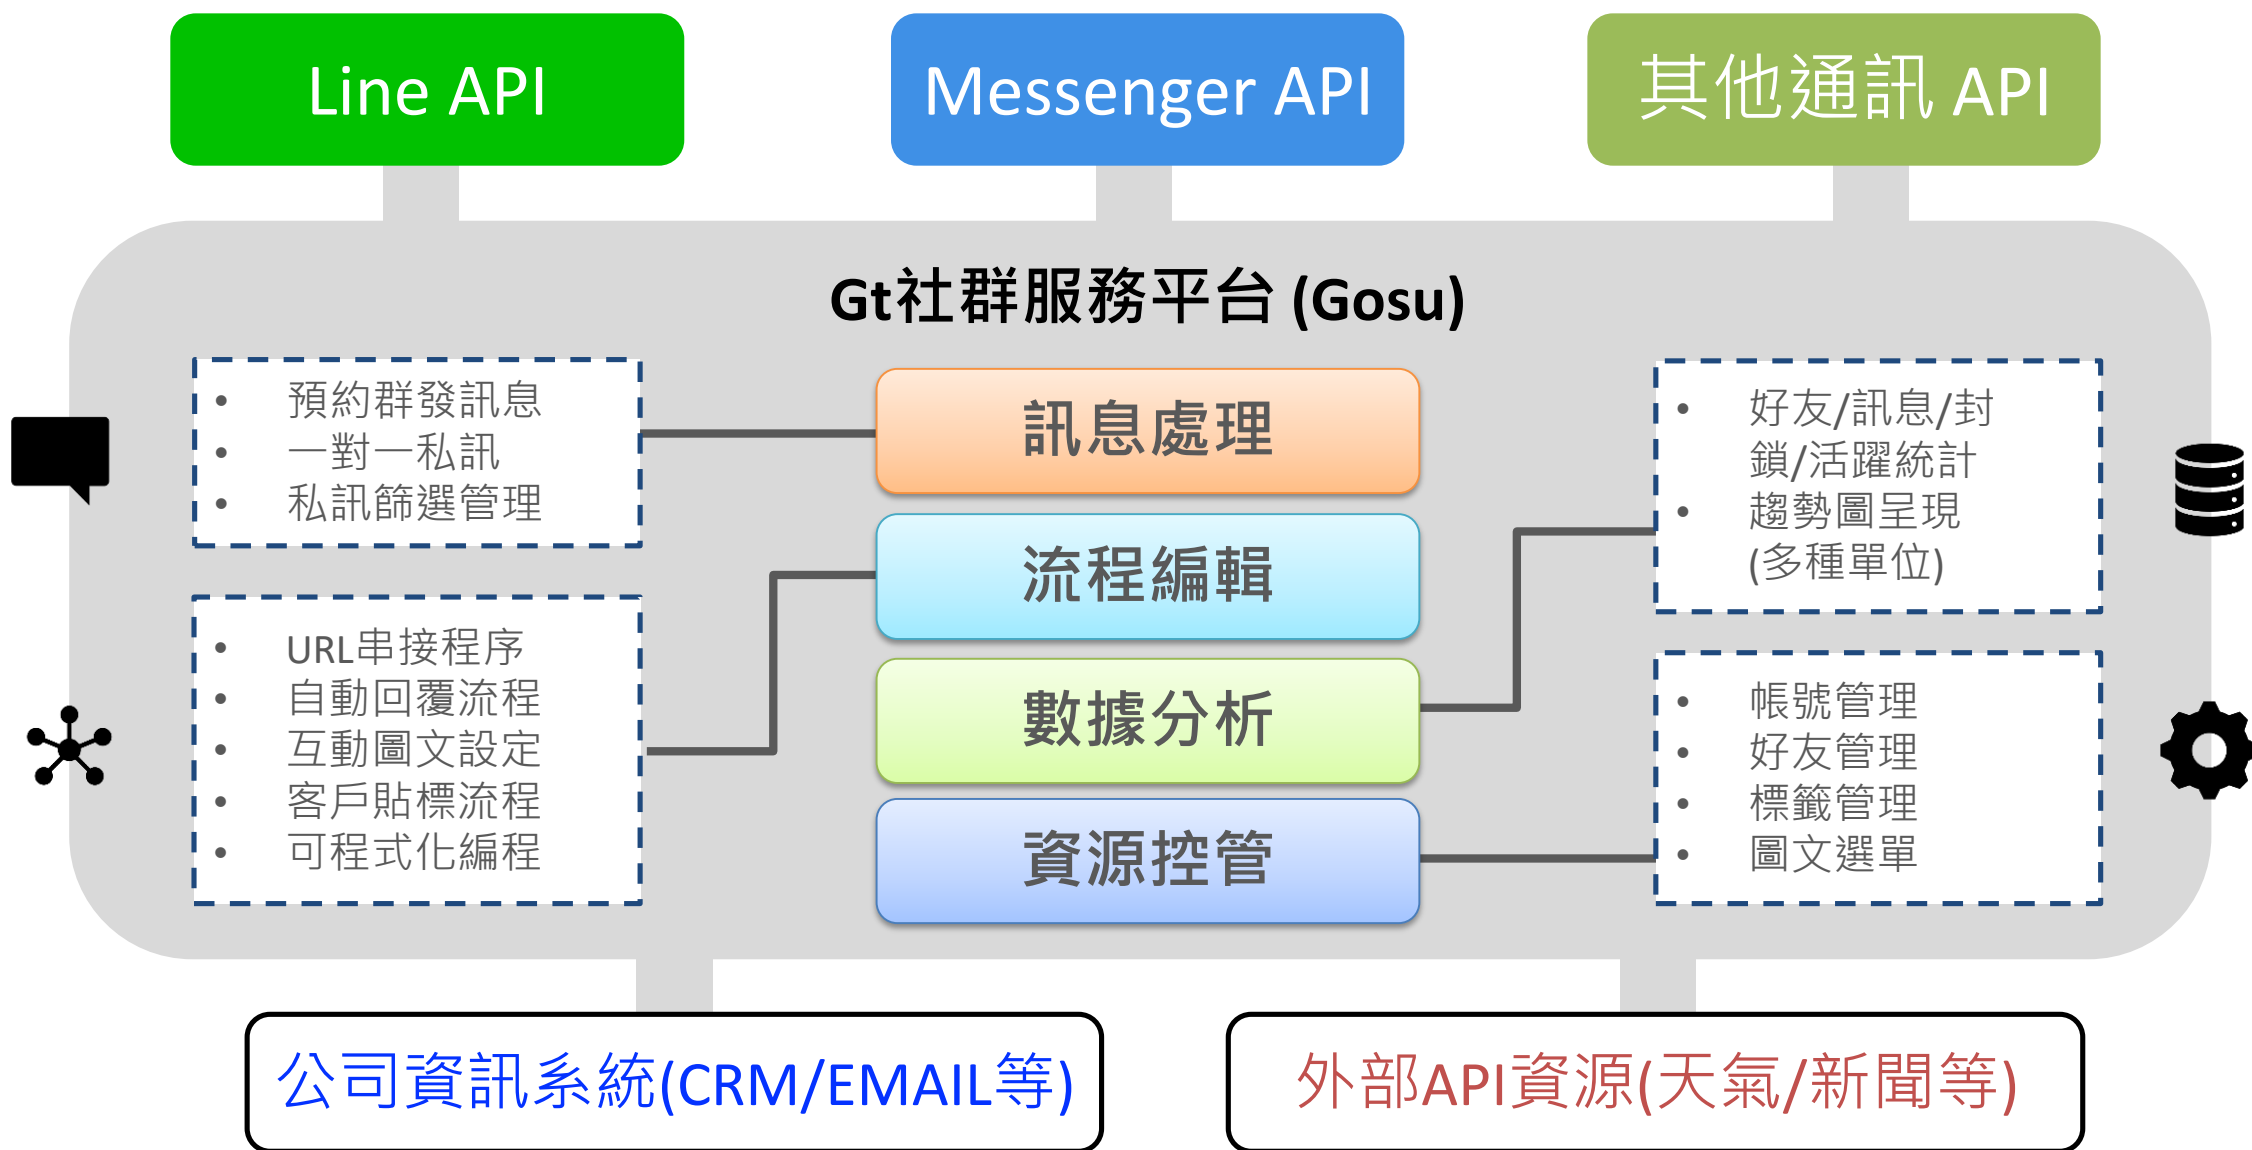 Line API
Messenger API
其他通訊 API
Gt社群服務平台 (Gosu)
• 預約群發訊息
• 一對一私訊
• 私訊篩選管理
• URL串接程序
• 自動回覆流程
• 互動圖文設定
• 客戶貼標流程
• 可程式化編程
訊息處理
流程編輯
數據分析
資源控管
• 好友/訊息/封
鎖/活躍統計
• 趨勢圖呈現
(多種單位)
• 帳號管理
• 好友管理
• 標籤管理
• 圖文選單
公司資訊系統(CRM/EMAIL等)
外部API資源(天氣/新聞等)